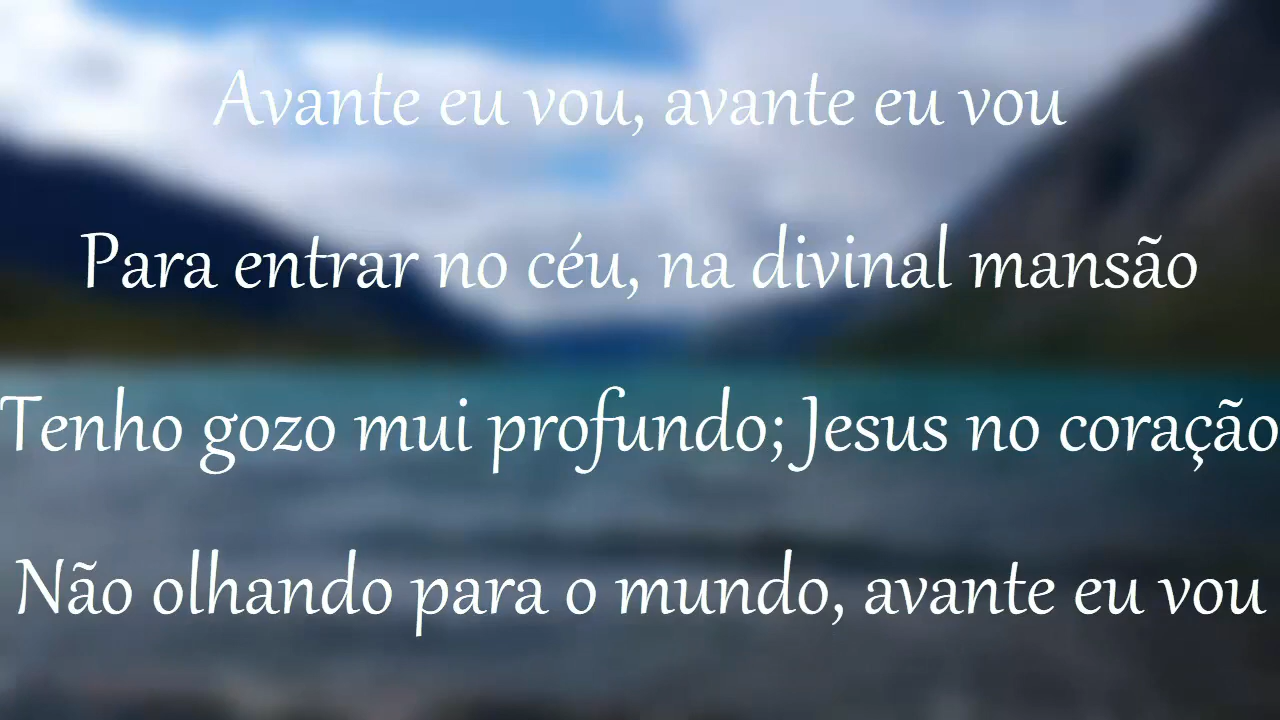 Avante eu vou, avante eu vou
Para entrar no céu, na divinal mansão
Tenho gozo mui profundo; Jesus no coração
Não olhando para o mundo, avante eu vou